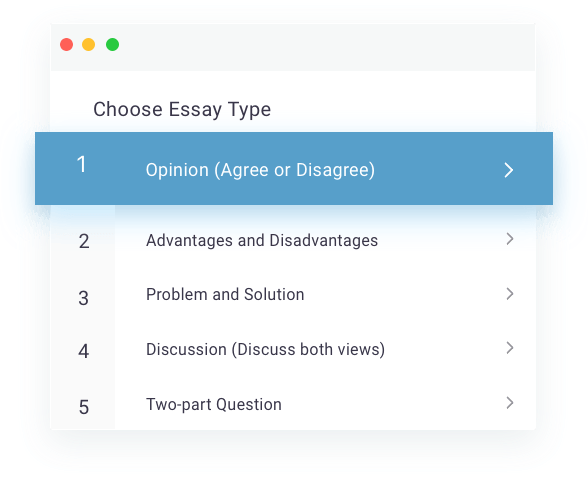 Choose Essay Type
1 Opinion (Agree or Disagree)
2 Advantages and Disadvantages
3 Problem and Solution
4 Discussion (Discuss both views)
5 Two-part Question